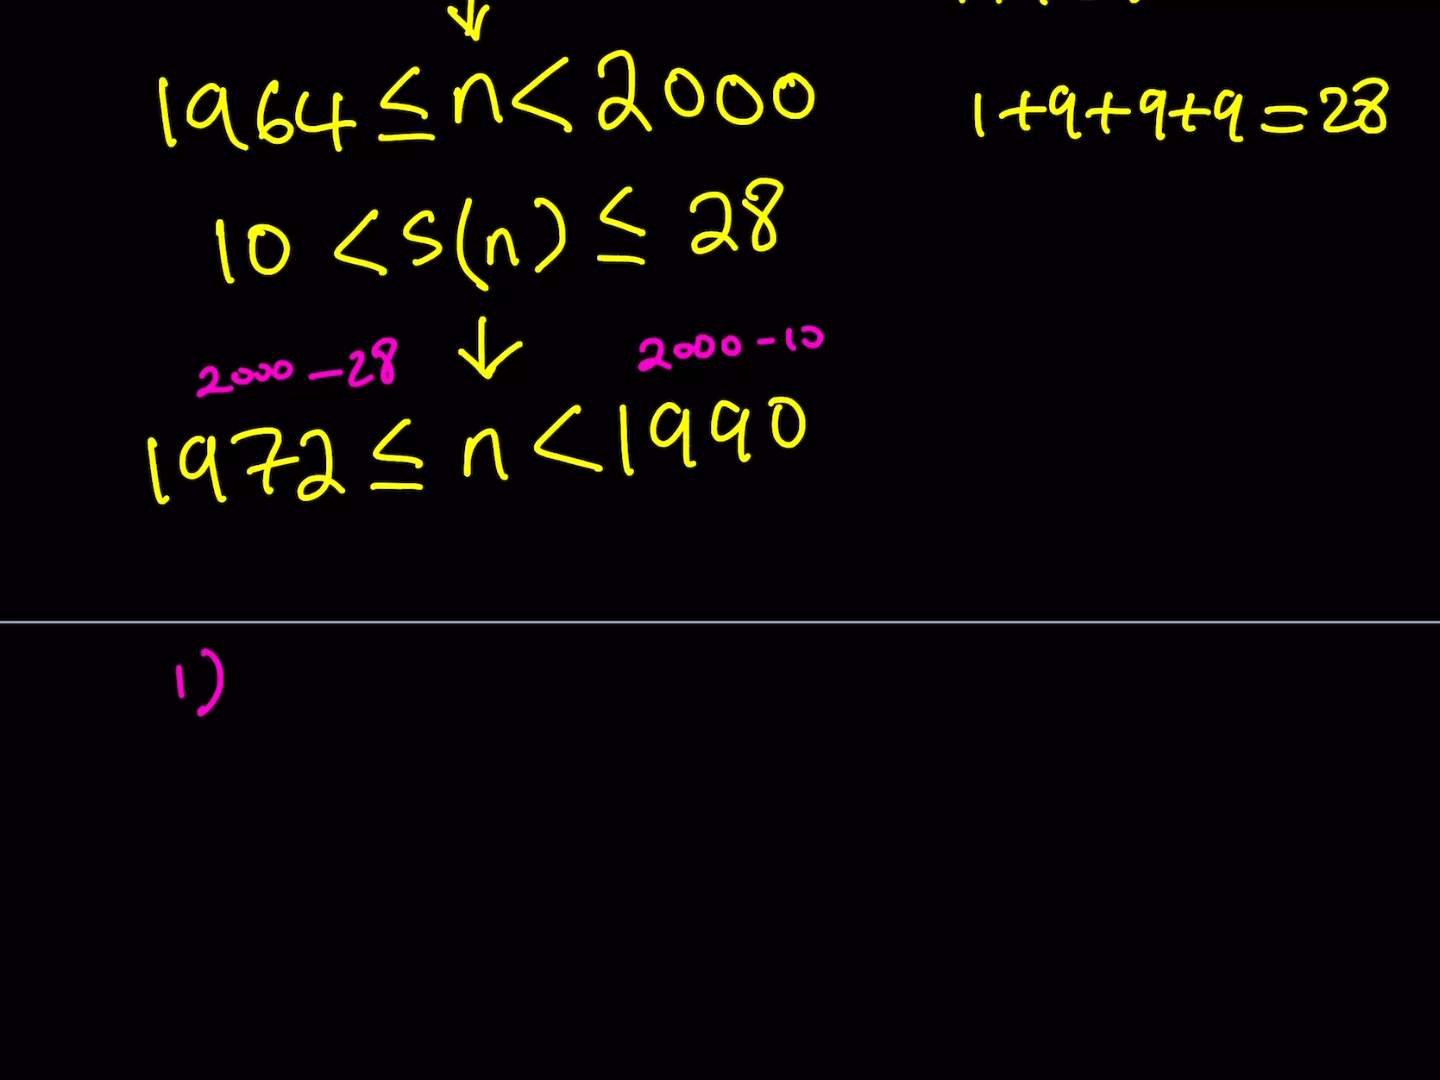 1964 ≤ n < 2000
1+9+9+9=28
10 < s(n) ≤ 28
2000-28
2000-10
1972 ≤ n < 1990
1)